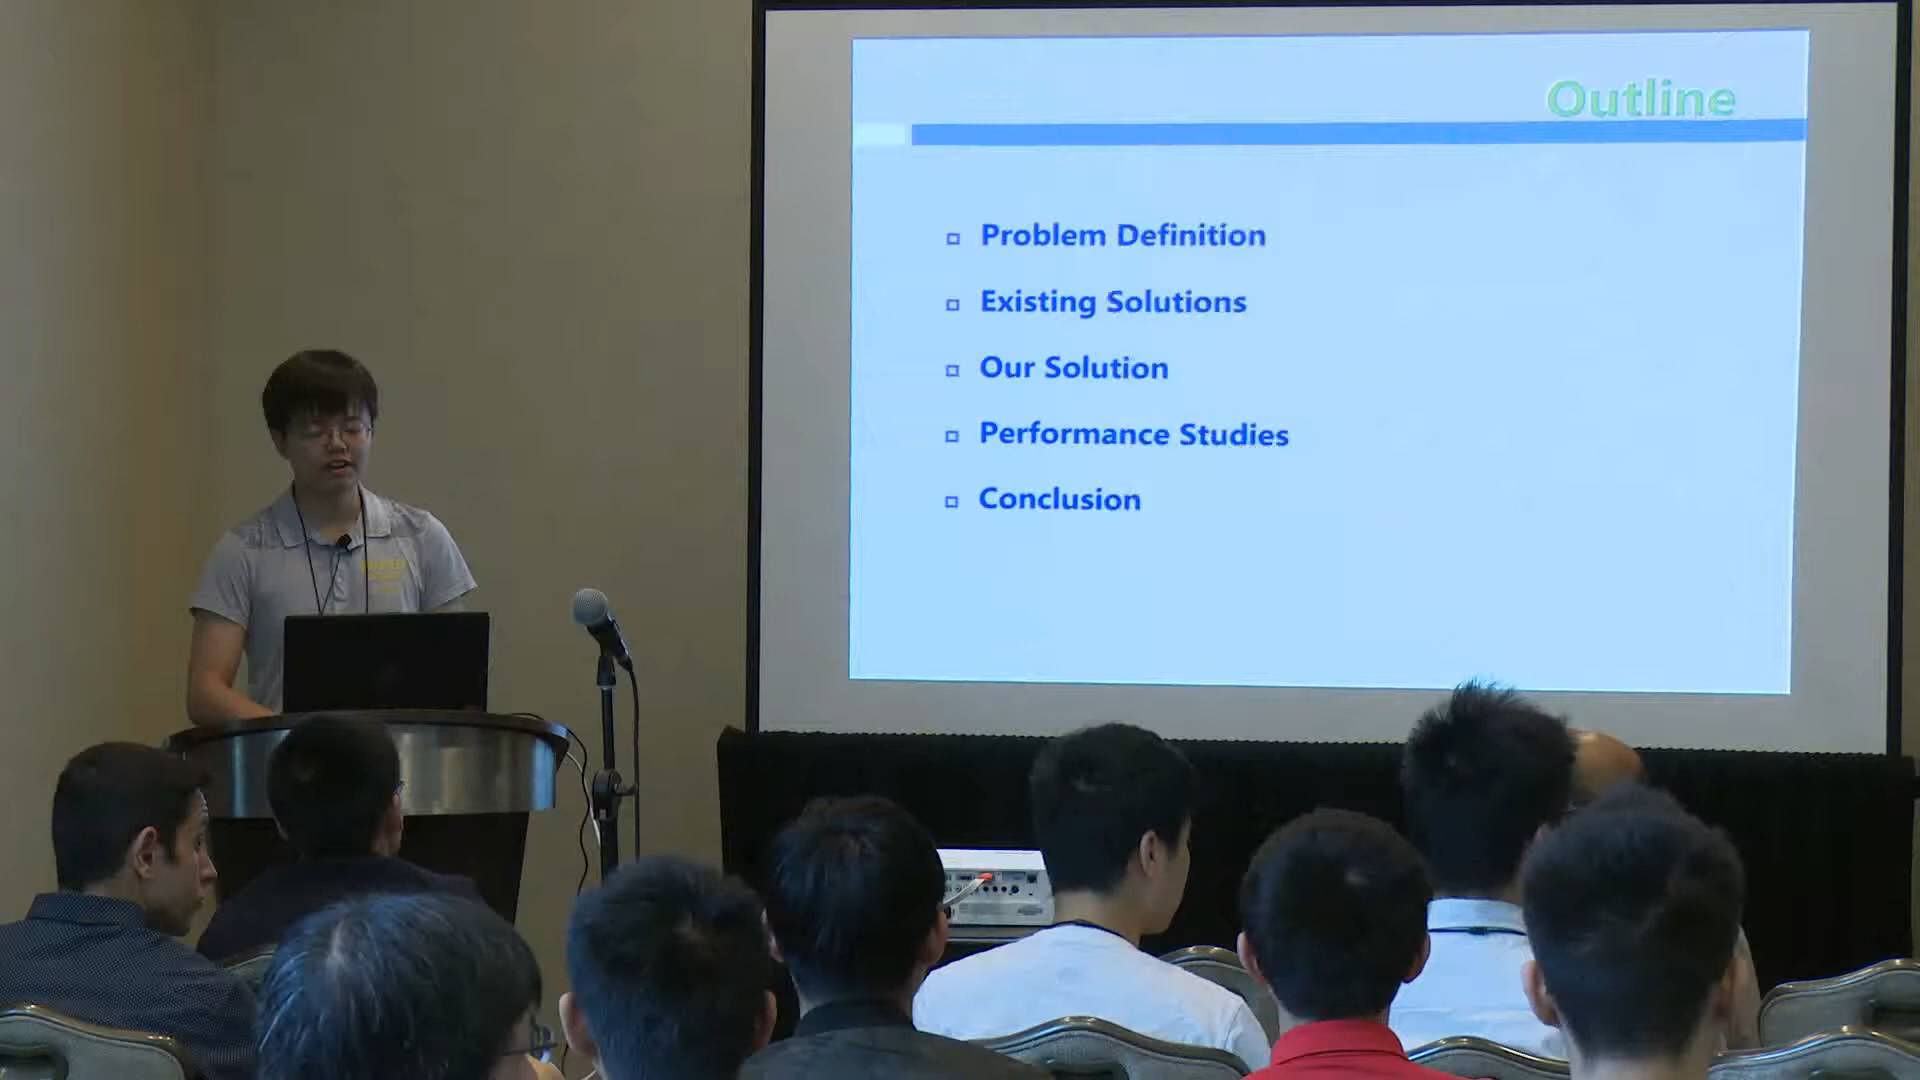 Outline
Problem Definition
Existing Solutions
Our Solution
Performance Studies
Conclusion